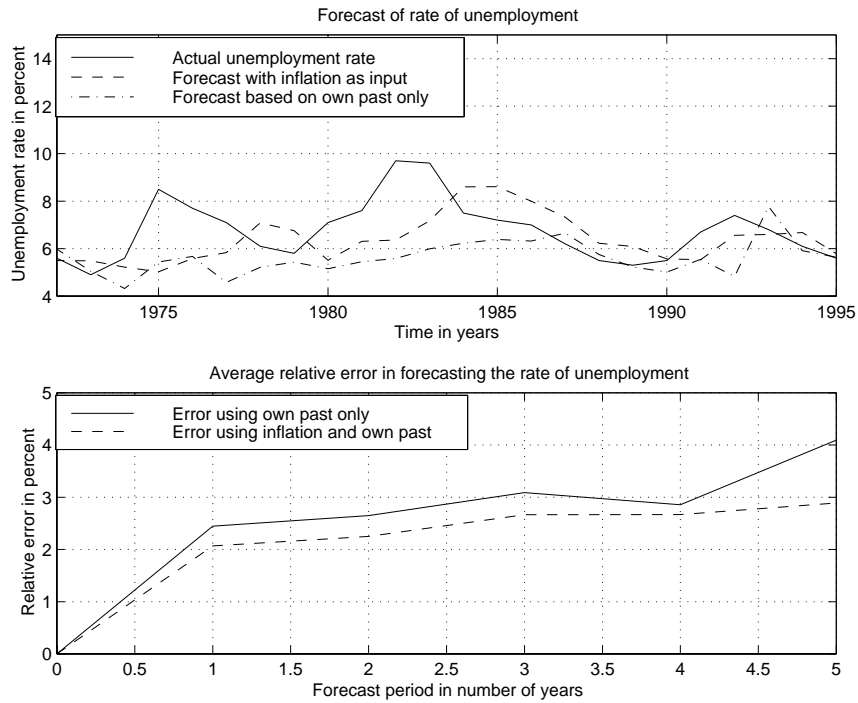 Forecast of rate of unemployment
14
12
10
8
6
4
Unemployment rate in percent
Actual unemployment rate
Forecast with inflation as input
Forecast based on own past only
1975 1980 1985 1990 1995
Time in years
Average relative error in forecasting the rate of unemployment
5
4
3
2
1
0
Relative error in percent
Error using own past only
Error using inflation and own past
0 0.5 1 1.5 2 2.5 3 3.5 4 4.5 5
Forecast period in number of years